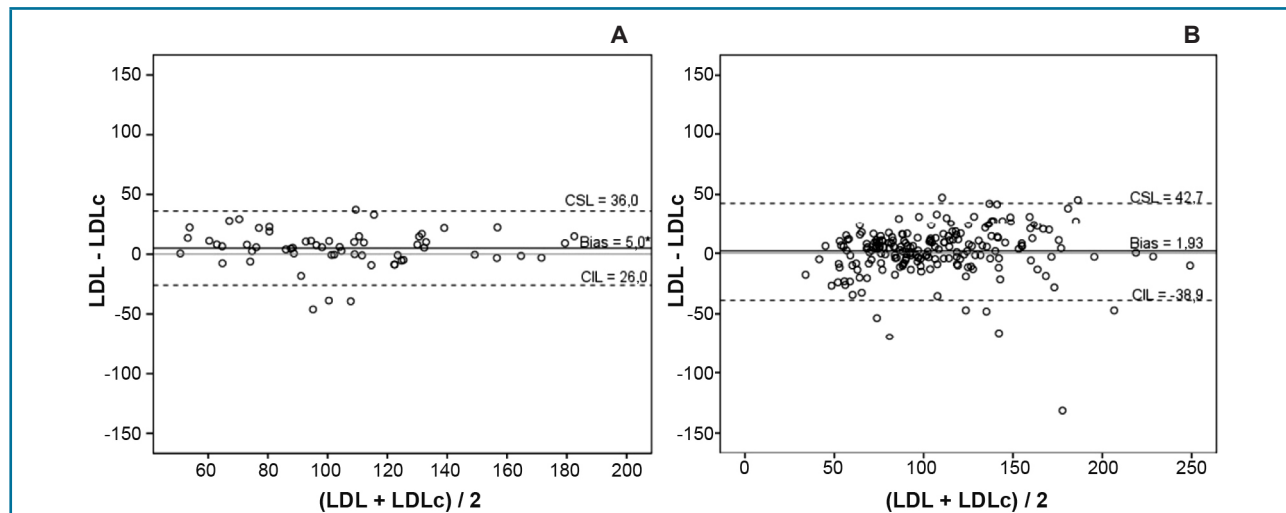 A
LDL - LDLc
150
100
50
0
-50
-100
-150
CSL = 36,0
Bias = 5,0*
CIL = 26,0
60 80 100 120 140 160 180 200
(LDL + LDLc) / 2
B
LDL - LDLc
150
100
50
0
-50
-100
-150
CSL = 42.7
Bias = 1,93
CIL = -38,9
0 50 100 150 200 250
(LDL + LDLc) / 2